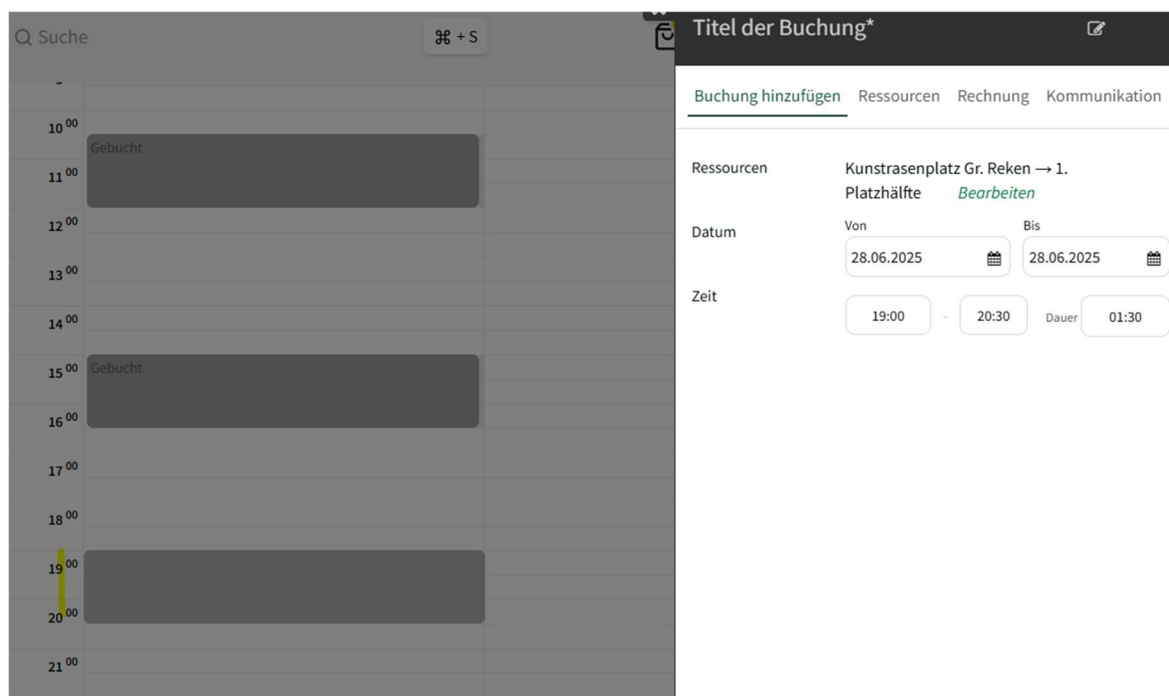 Suche
⌘ + S
10 00
Gebucht
11 00
12 00
13 00
14 00
15 00
Gebucht
16 00
17 00
18 00
19 00
20 00
21 00
Titel der Buchung*
Buchung hinzufügen Ressourcen Rechnung Kommunikation
Ressourcen
Kunstrasenplatz Gr. Reken → 1.
Platzhälfte Bearbeiten
Datum
Von Bis
28.06.2025 28.06.2025
Zeit
19:00 - 20:30 Dauer 01:30